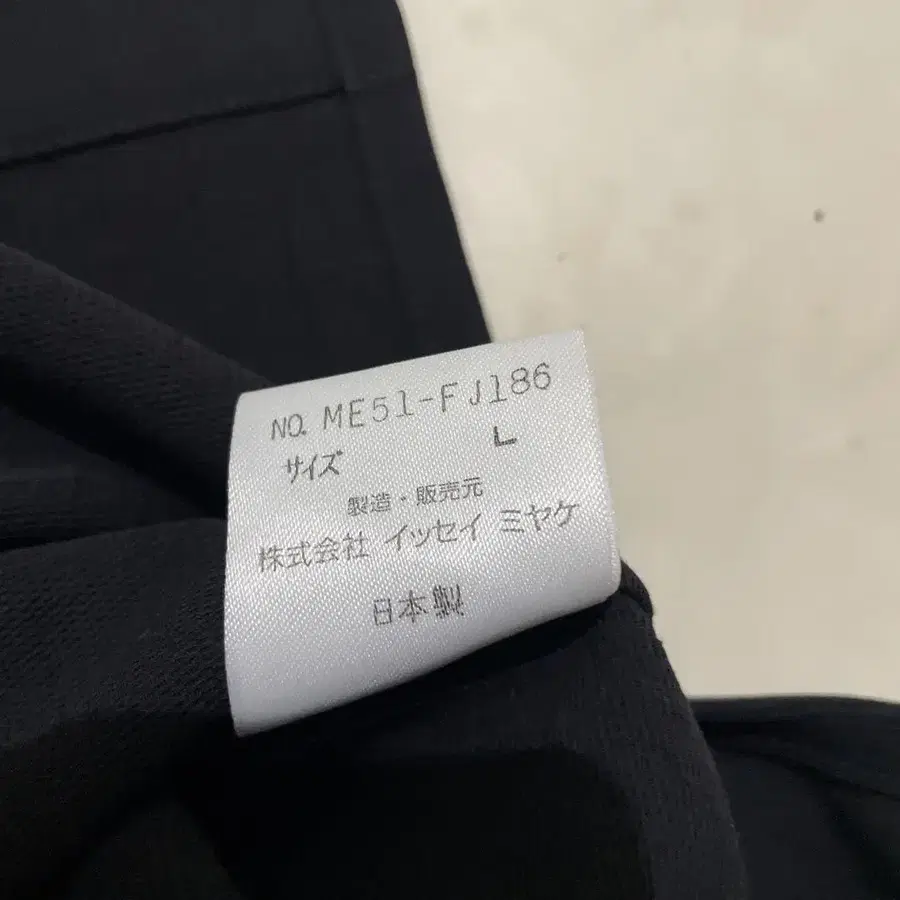 NO. ME51-FJ186
サイズ L
製造・販売元
株式会社 イッセイ ミヤケ
日本製